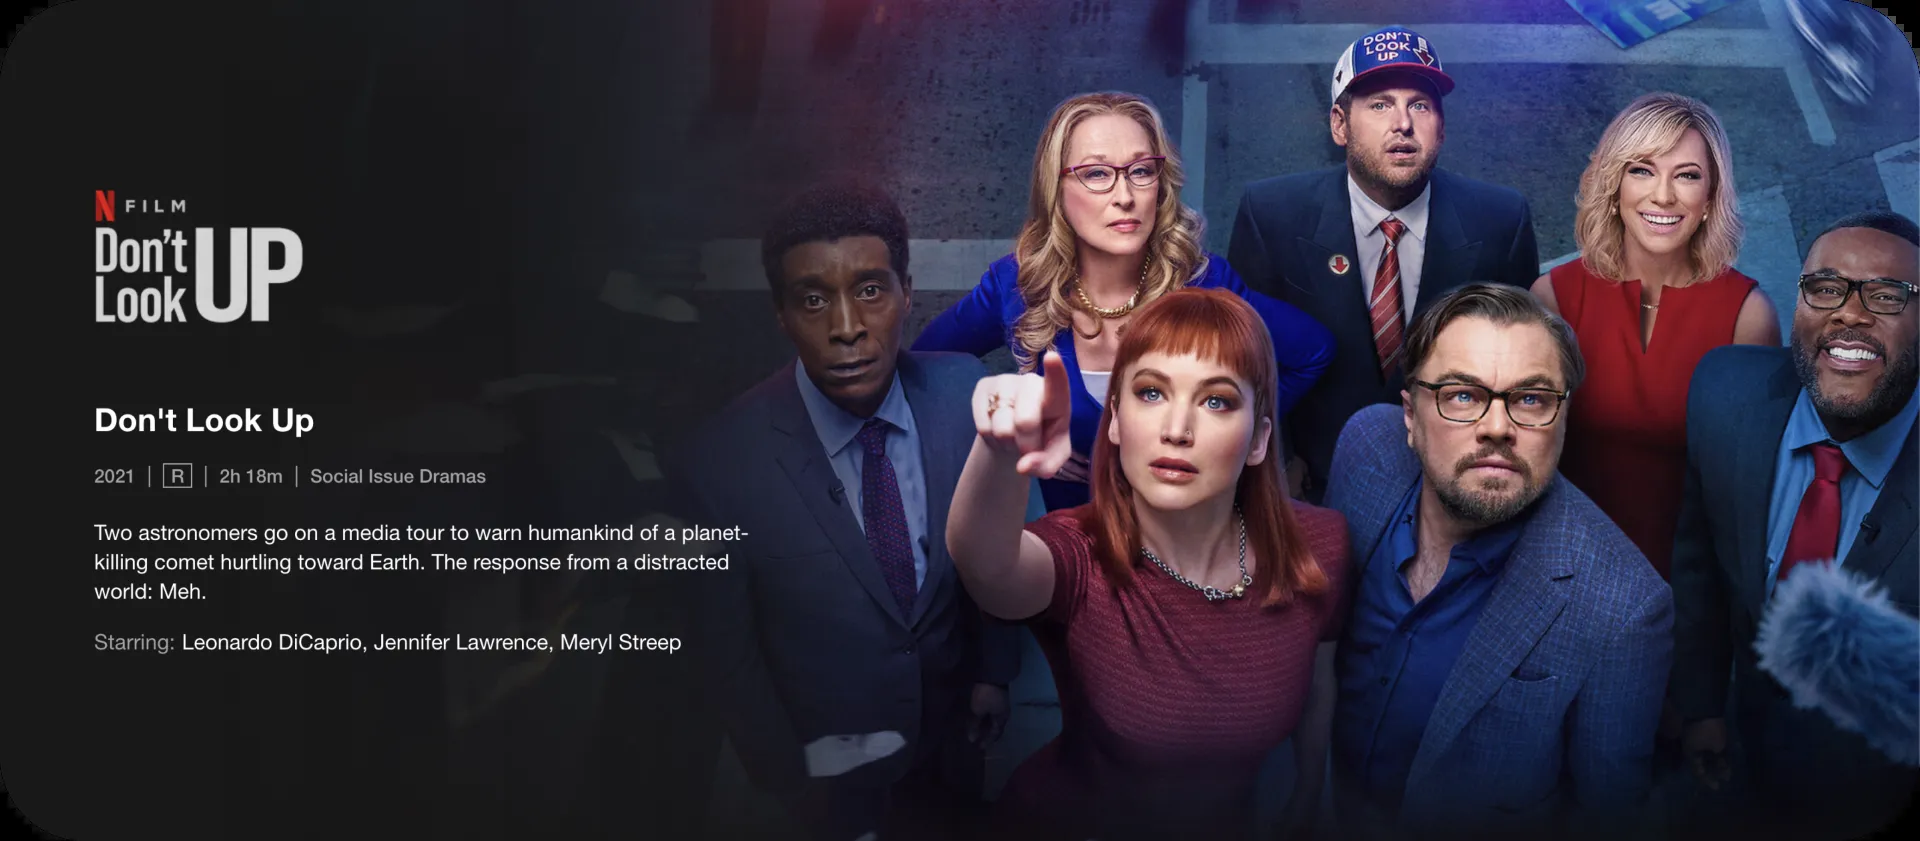 N FILM
Don't
Look UP
Don't Look Up
2021 | R | 2h 18m | Social Issue Dramas
Two astronomers go on a media tour to warn humankind of a planet-
killing comet hurtling toward Earth. The response from a distracted
world: Meh.
Starring: Leonardo DiCaprio, Jennifer Lawrence, Meryl Streep
DON'T
LOOK
UP